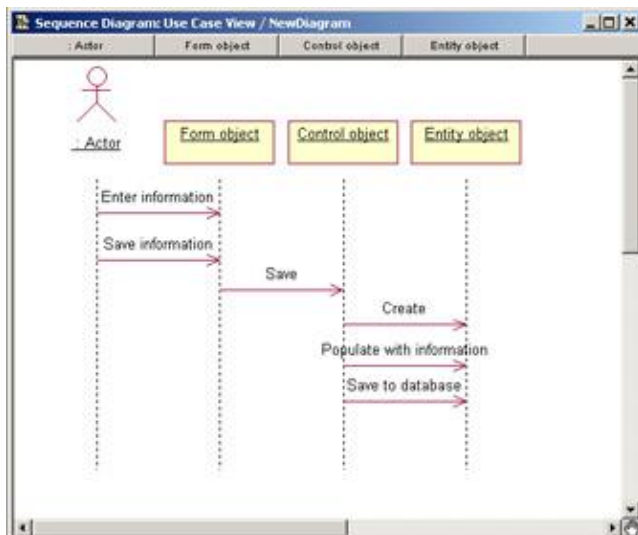 Sequence Diagram: Use Case View / NewDiagram
: Actor Form object Control object Entity object
: Actor Form object Control object Entity object
Enter information
Save information
Save
Create
Populate with information
Save to database